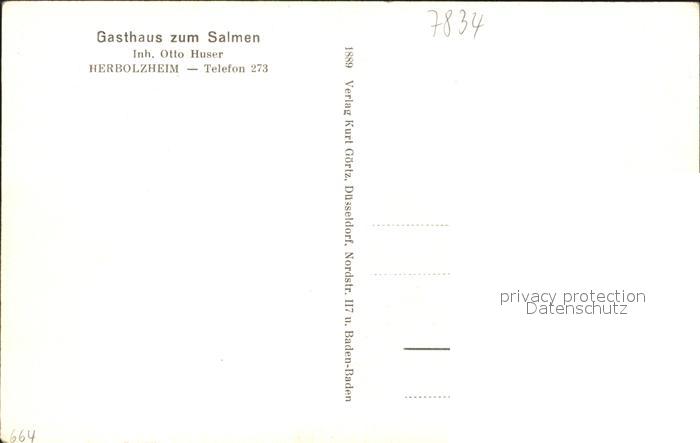 Gasthaus zum Salmen
Inh. Otto Huser
HERBOLZHEIM — Telefon 273
1889 Verlag Kurt Görtz, Düsseldorf, Nordstr. 117 u. Baden-Baden
7834
privacy protection
Datenschutz
664